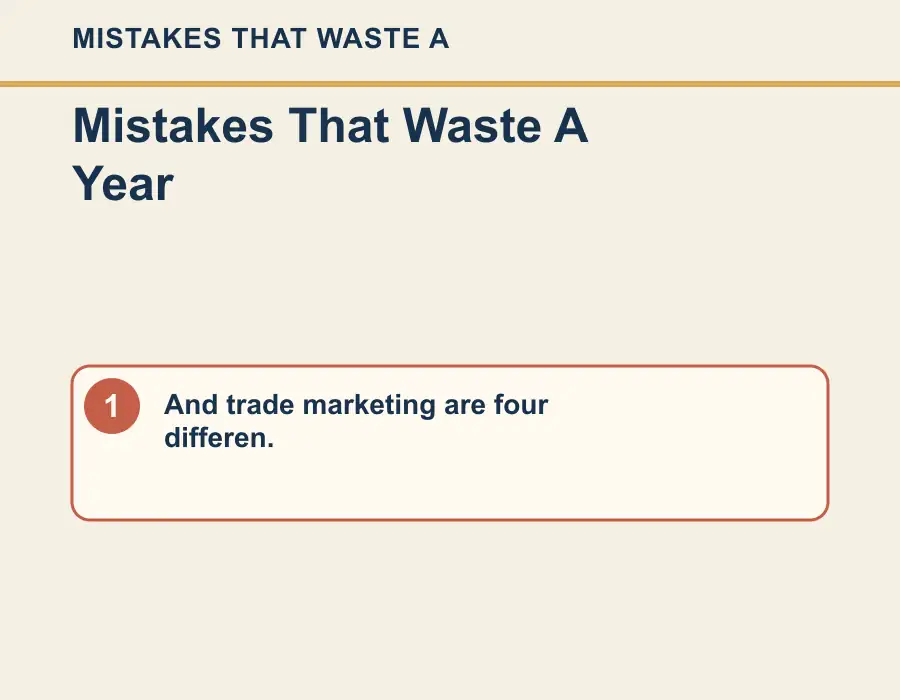 MISTAKES THAT WASTE A
Mistakes That Waste A
Year
1
And trade marketing are four
differen.